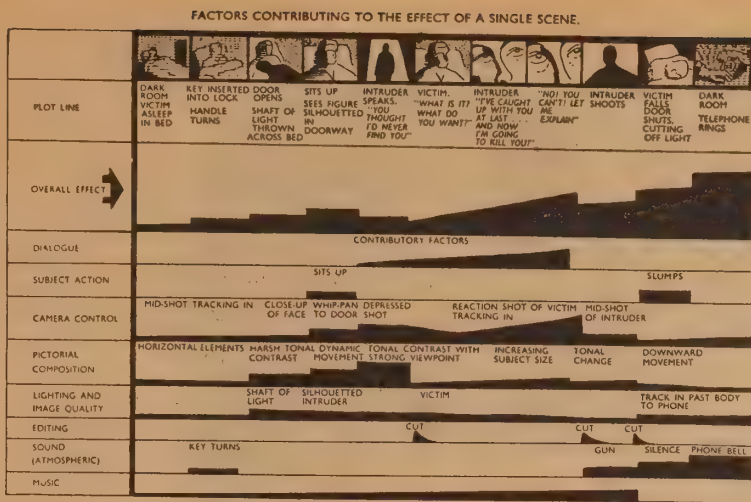 FACTORS CONTRIBUTING TO THE EFFECT OF A SINGLE SCENE.
PLOT LINE
DARK
ROOM
VICTIM
ASLEEP
IN BED
KEY INSERTED
INTO LOCK
HANDLE
TURNS
DOOR
OPENS
SHAFT OF
LIGHT
THROWN
ACROSS BED
SITS UP
SEES FIGURE
SILHOUETTED
IN
DOORWAY
INTRUDER
SPEAKS.
"YOU
THOUGHT
I'D NEVER
FIND YOU"
VICTIM.
"WHAT IS IT?
WHAT DO
YOU WANT?"
INTRUDER
"I'VE CAUGHT
UP WITH YOU
AT LAST . . .
AND NOW
I'M GOING
TO KILL YOU!"
"NO! YOU
CAN'T! LET
ME
EXPLAIN"
INTRUDER
SHOOTS
VICTIM
FALLS
DOOR
SHUTS,
CUTTING
OFF LIGHT
DARK
ROOM
TELEPHONE
RINGS
OVERALL EFFECT
CONTRIBUTORY FACTORS
DIALOGUE
SUBJECT ACTION
SITS UP
SLUMPS
CAMERA CONTROL
MID-SHOT TRACKING IN
CLOSE-UP
OF FACE
WHIP-PAN
TO DOOR
DEPRESSED
SHOT
REACTION SHOT OF VICTIM
TRACKING IN
MID-SHOT
OF INTRUDER
PICTORIAL
COMPOSITION
HORIZONTAL ELEMENTS
HARSH TONAL
CONTRAST
DYNAMIC
MOVEMENT
TONAL CONTRAST WITH
STRONG VIEWPOINT
INCREASING
SUBJECT SIZE
TONAL
CHANGE
DOWNWARD
MOVEMENT
LIGHTING AND
IMAGE QUALITY
SHAFT OF
LIGHT
SILHOUETTED
INTRUDER
VICTIM
TRACK IN PAST BODY
TO PHONE
EDITING
CUT
CUT
CUT
SOUND
(ATMOSPHERIC)
KEY TURNS
GUN
SILENCE
PHONE BELL
MUSIC